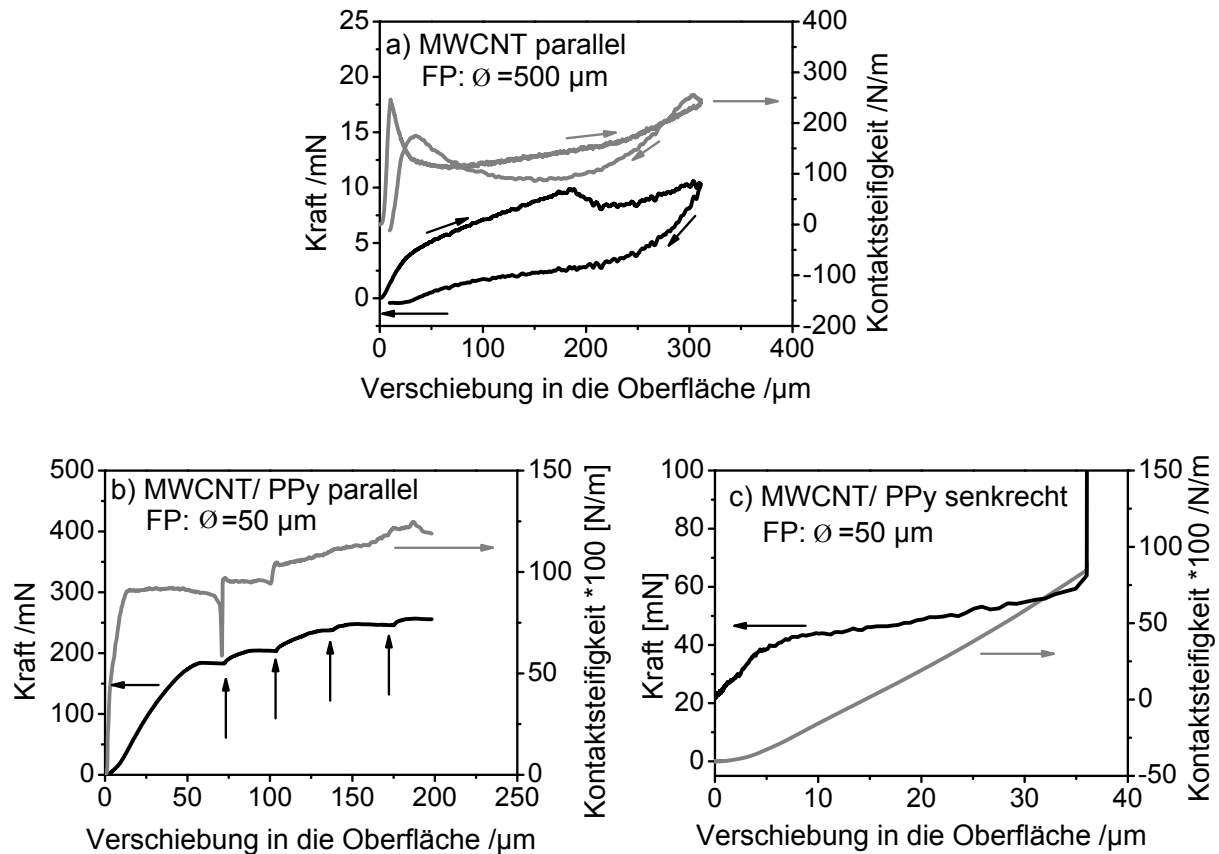 a) MWCNT parallel
FP: Ø =500 µm
Kraft /mN
25
20
15
10
5
0
Kontaktsteifigkeit /N/m
400
300
200
100
0
-100
-200
0 100 200 300 400
Verschiebung in die Oberfläche /µm
b) MWCNT/ PPy parallel
FP: Ø =50 µm
Kraft /mN
500
400
300
200
100
0
Kontaktsteifigkeit *100 [N/m]
150
100
50
0
0 50 100 150 200 250
Verschiebung in die Oberfläche /µm
c) MWCNT/ PPy senkrecht
FP: Ø =50 µm
Kraft [mN]
100
80
60
40
20
0
Kontaktsteifigkeit *100 /N/m
150
100
50
0
-50
0 10 20 30 40
Verschiebung in die Oberfläche /µm